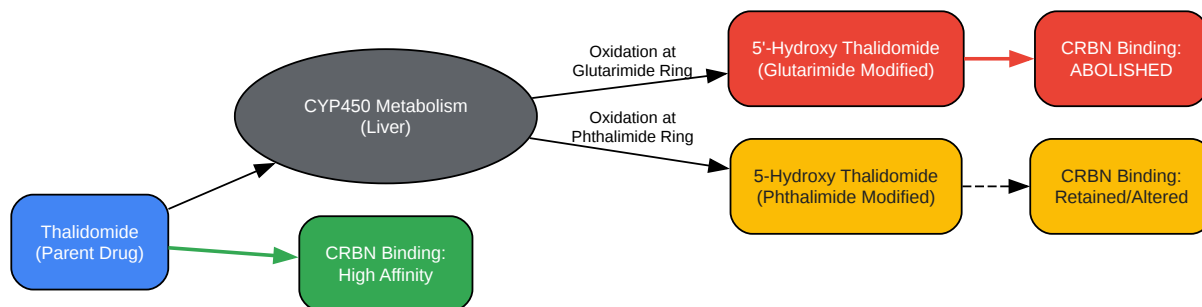 Oxidation at
Glutarimide Ring
5'-Hydroxy Thalidomide
(Glutarimide Modified)
CRBN Binding:
ABOLISHED
CYP450 Metabolism
(Liver)
Oxidation at
Phthalimide Ring
5-Hydroxy Thalidomide
(Phthalimide Modified)
CRBN Binding:
Retained/Altered
Thalidomide
(Parent Drug)
CRBN Binding:
High Affinity